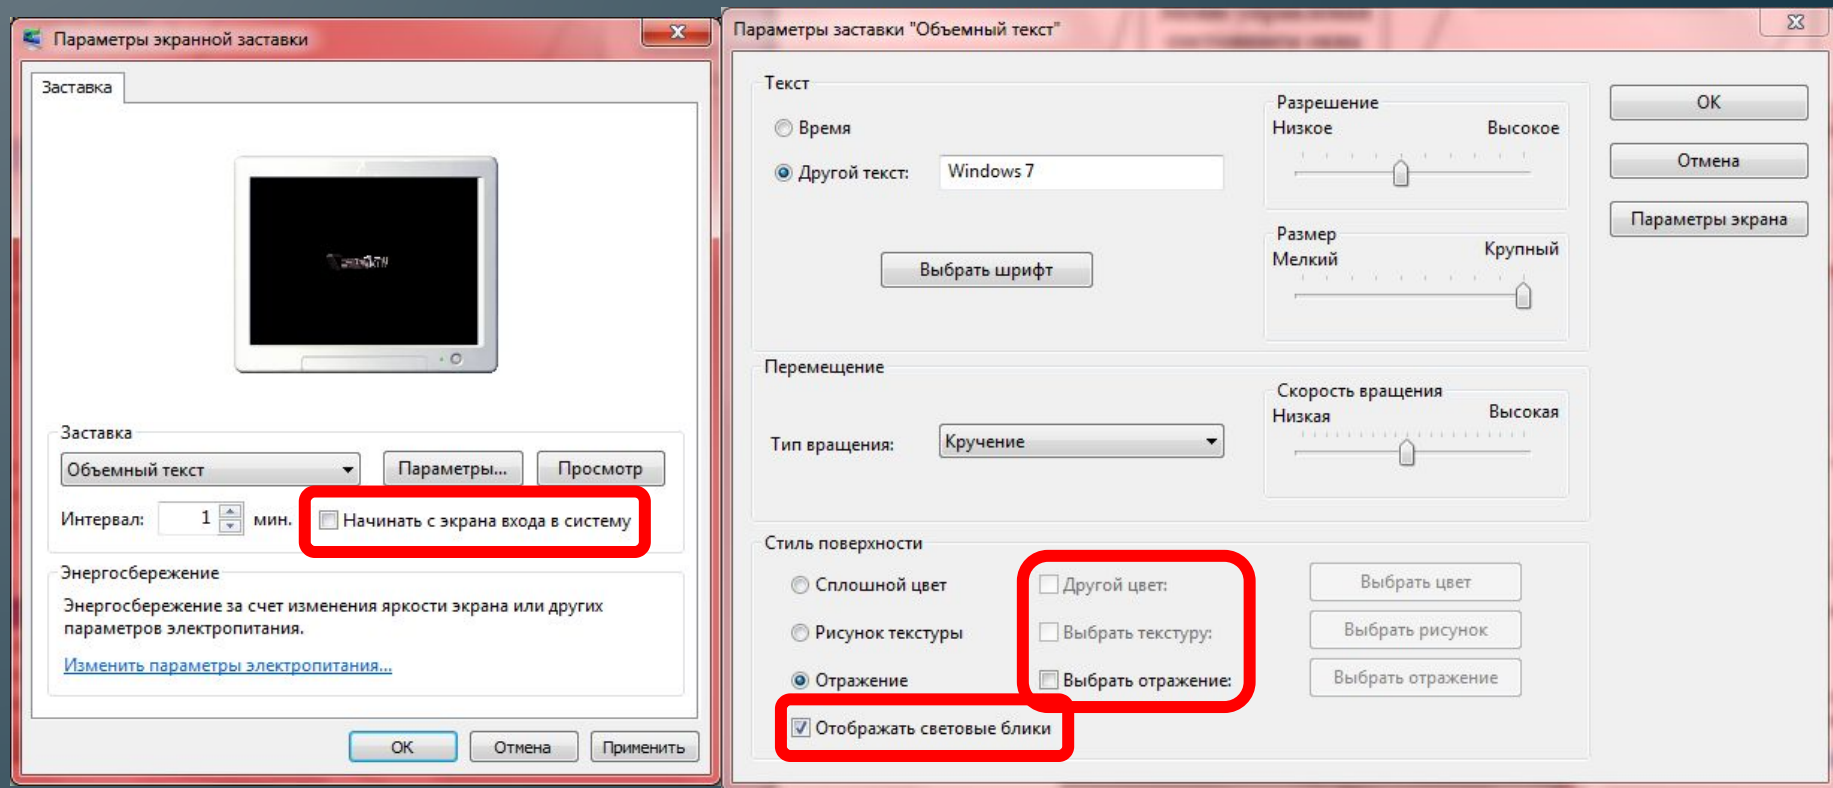 Параметры экранной заставки
Заставка
Заставка
Объемный текст
Параметры...
Просмотр
Интервал:
1
мин.
Начинать с экрана входа в систему
Энергосбережение
Энергосбережение за счет изменения яркости экрана или других
параметров электропитания.
Изменить параметры электропитания...
ОК
Отмена
Применить
Параметры заставки "Объемный текст"
Текст
Время
Другой текст:
Windows 7
Выбрать шрифт
Разрешение
Низкое
Высокое
Размер
Мелкий
Крупный
ОК
Отмена
Параметры экрана
Перемещение
Тип вращения:
Кручение
Скорость вращения
Низкая
Высокая
Стиль поверхности
Сплошной цвет
Другой цвет:
Выбрать цвет
Рисунок текстуры
Выбрать текстуру:
Выбрать рисунок
Отражение
Выбрать отражение:
Выбрать отражение
Отображать световые блики